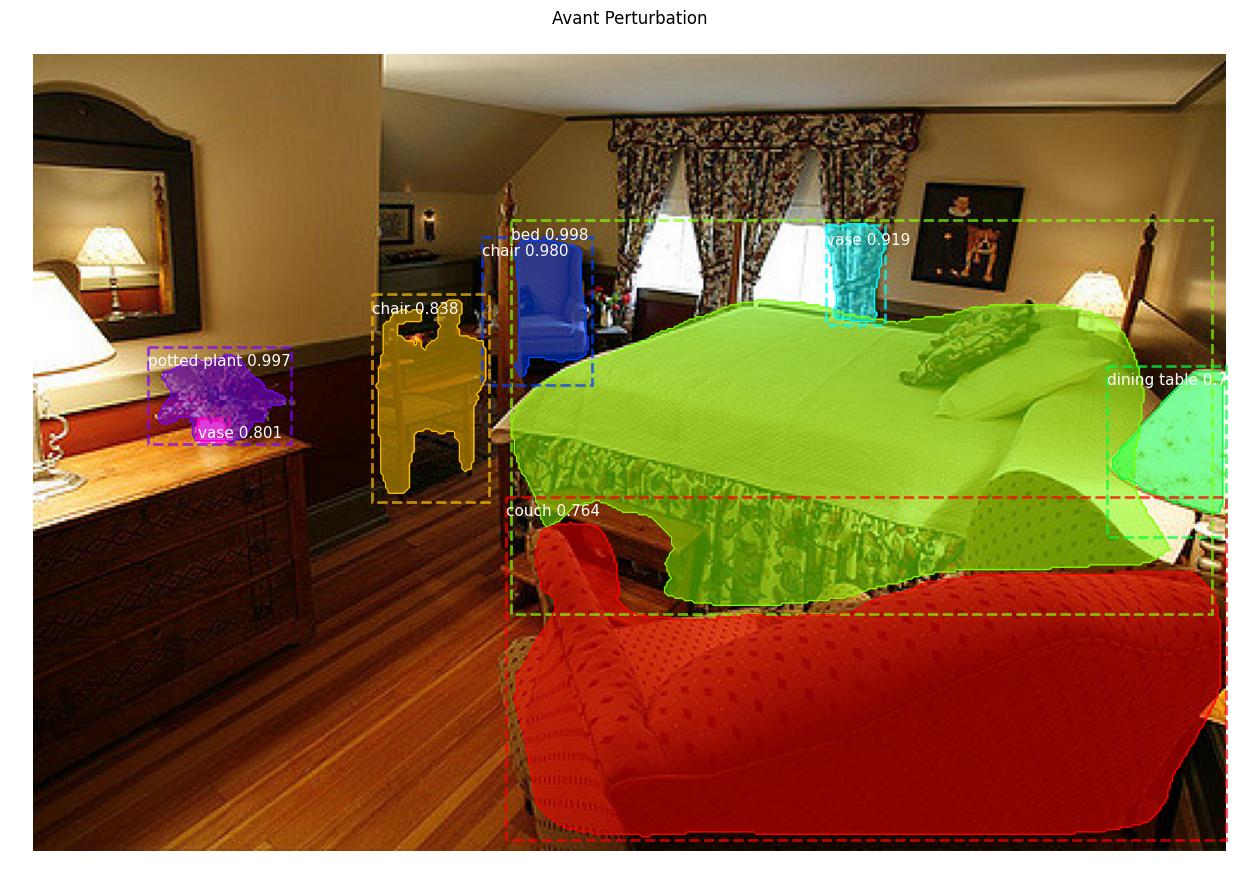 Avant Perturbation
bed 0.998
vase 0.919
chair 0.980
chair 0.838
potted plant 0.997
dining table 0.7
vase 0.801
couch 0.764